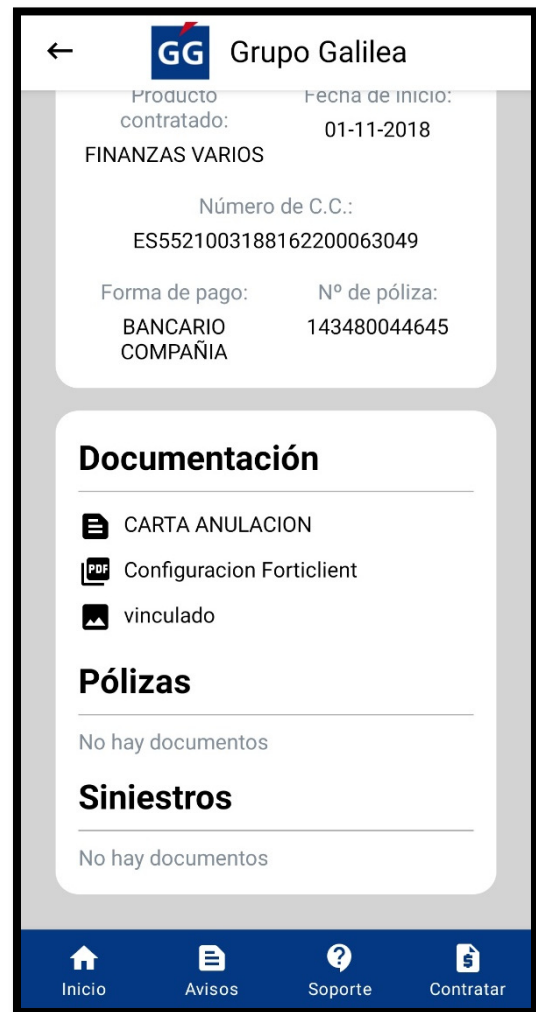 GG Grupo Galilea
Producto contratado:
FINANZAS VARIOS
Fecha de inicio:
01-11-2018
Número de C.C.:
ES5521003188162200063049
Forma de pago:
BANCARIO
COMPAÑIA
Nº de póliza:
143480044645
Documentación
CARTA ANULACION
PDF Configuracion Forticlient
vinculado
Pólizas
No hay documentos
Siniestros
No hay documentos
Inicio Avisos Soporte Contratar